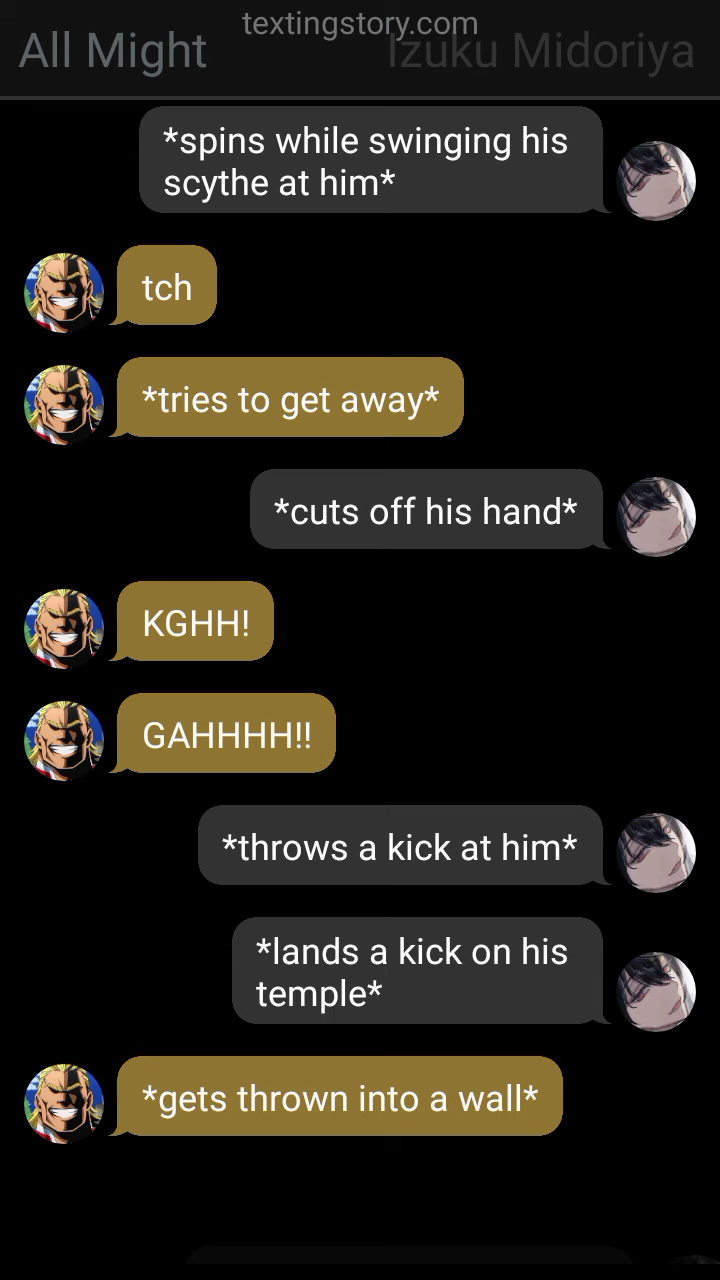 textingstory.com
All Might
Izuku Midoriya
*spins while swinging his
scythe at him*
tch
*tries to get away*
*cuts off his hand*
KGHH!
GAHHHH!!
*throws a kick at him*
*lands a kick on his
temple*
*gets thrown into a wall*